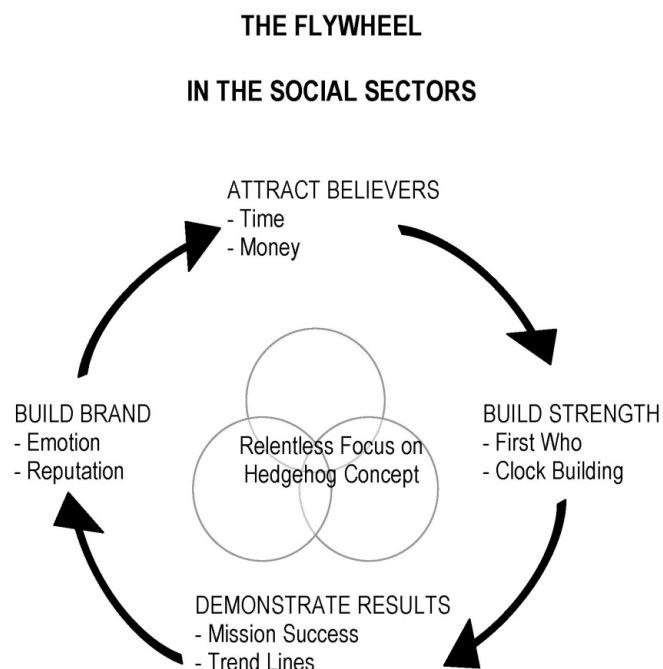 THE FLYWHEEL
IN THE SOCIAL SECTORS
ATTRACT BELIEVERS
- Time
- Money
BUILD BRAND
- Emotion
- Reputation
Relentless Focus on
Hedgehog Concept
BUILD STRENGTH
- First Who
- Clock Building
DEMONSTRATE RESULTS
- Mission Success
- Trend Lines